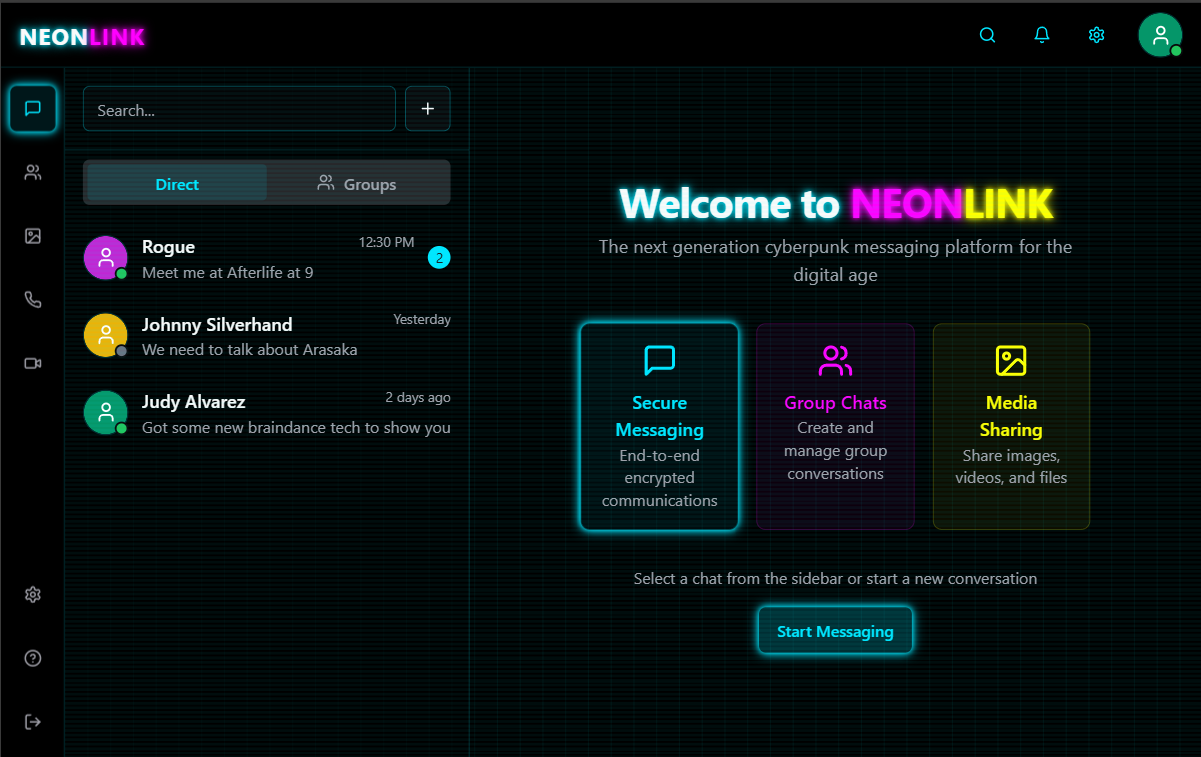 NEONLINK
Search...
+
Direct
Groups
Rogue
12:30 PM
Meet me at Afterlife at 9
2
Johnny Silverhand
Yesterday
We need to talk about Arasaka
Judy Alvarez
2 days ago
Got some new braindance tech to show you
Welcome to NEONLINK
The next generation cyberpunk messaging platform for the
digital age
Secure
Messaging
End-to-end
encrypted
communications
Group Chats
Create and
manage group
conversations
Media
Sharing
Share images,
videos, and files
Select a chat from the sidebar or start a new conversation
Start Messaging